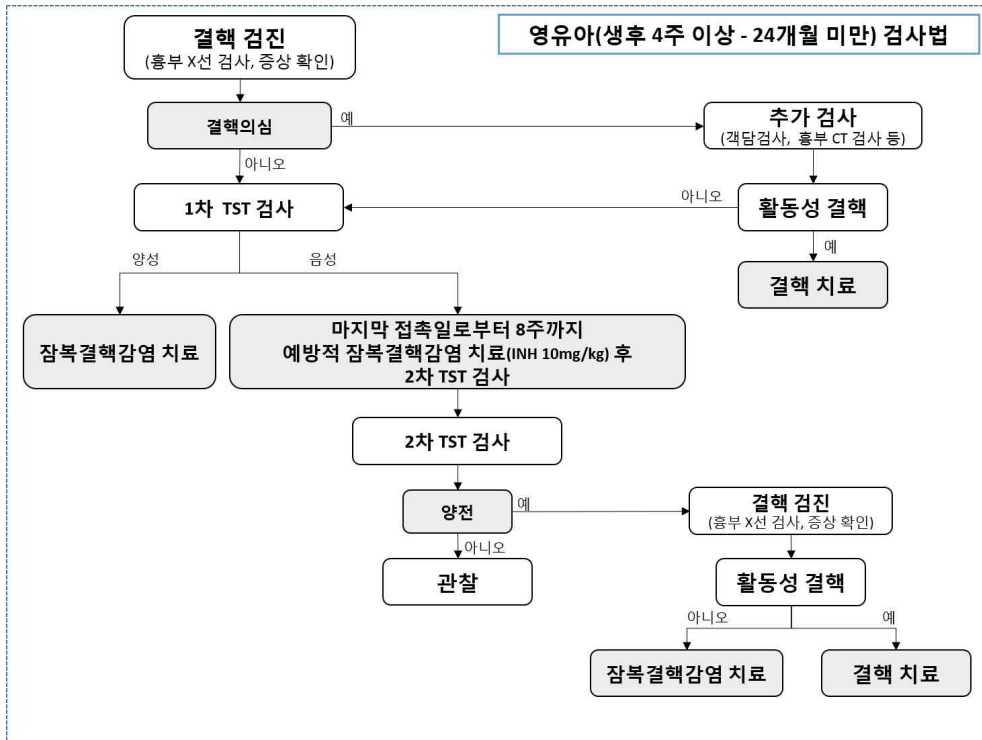 영유아(생후 4주 이상 - 24개월 미만) 검사법
결핵 검진
(흉부 X선 검사, 증상 확인)
결핵의심
예
추가 검사
(객담검사, 흉부 CT 검사 등)
아니오
1차 TST 검사
아니오
활동성 결핵
예
결핵 치료
양성
음성
잠복결핵감염 치료
마지막 접촉일로부터 8주까지
예방적 잠복결핵감염 치료(INH 10mg/kg) 후
2차 TST 검사
2차 TST 검사
양전
예
결핵 검진
(흉부 X선 검사, 증상 확인)
아니오
관찰
활동성 결핵
아니오
예
잠복결핵감염 치료
결핵 치료